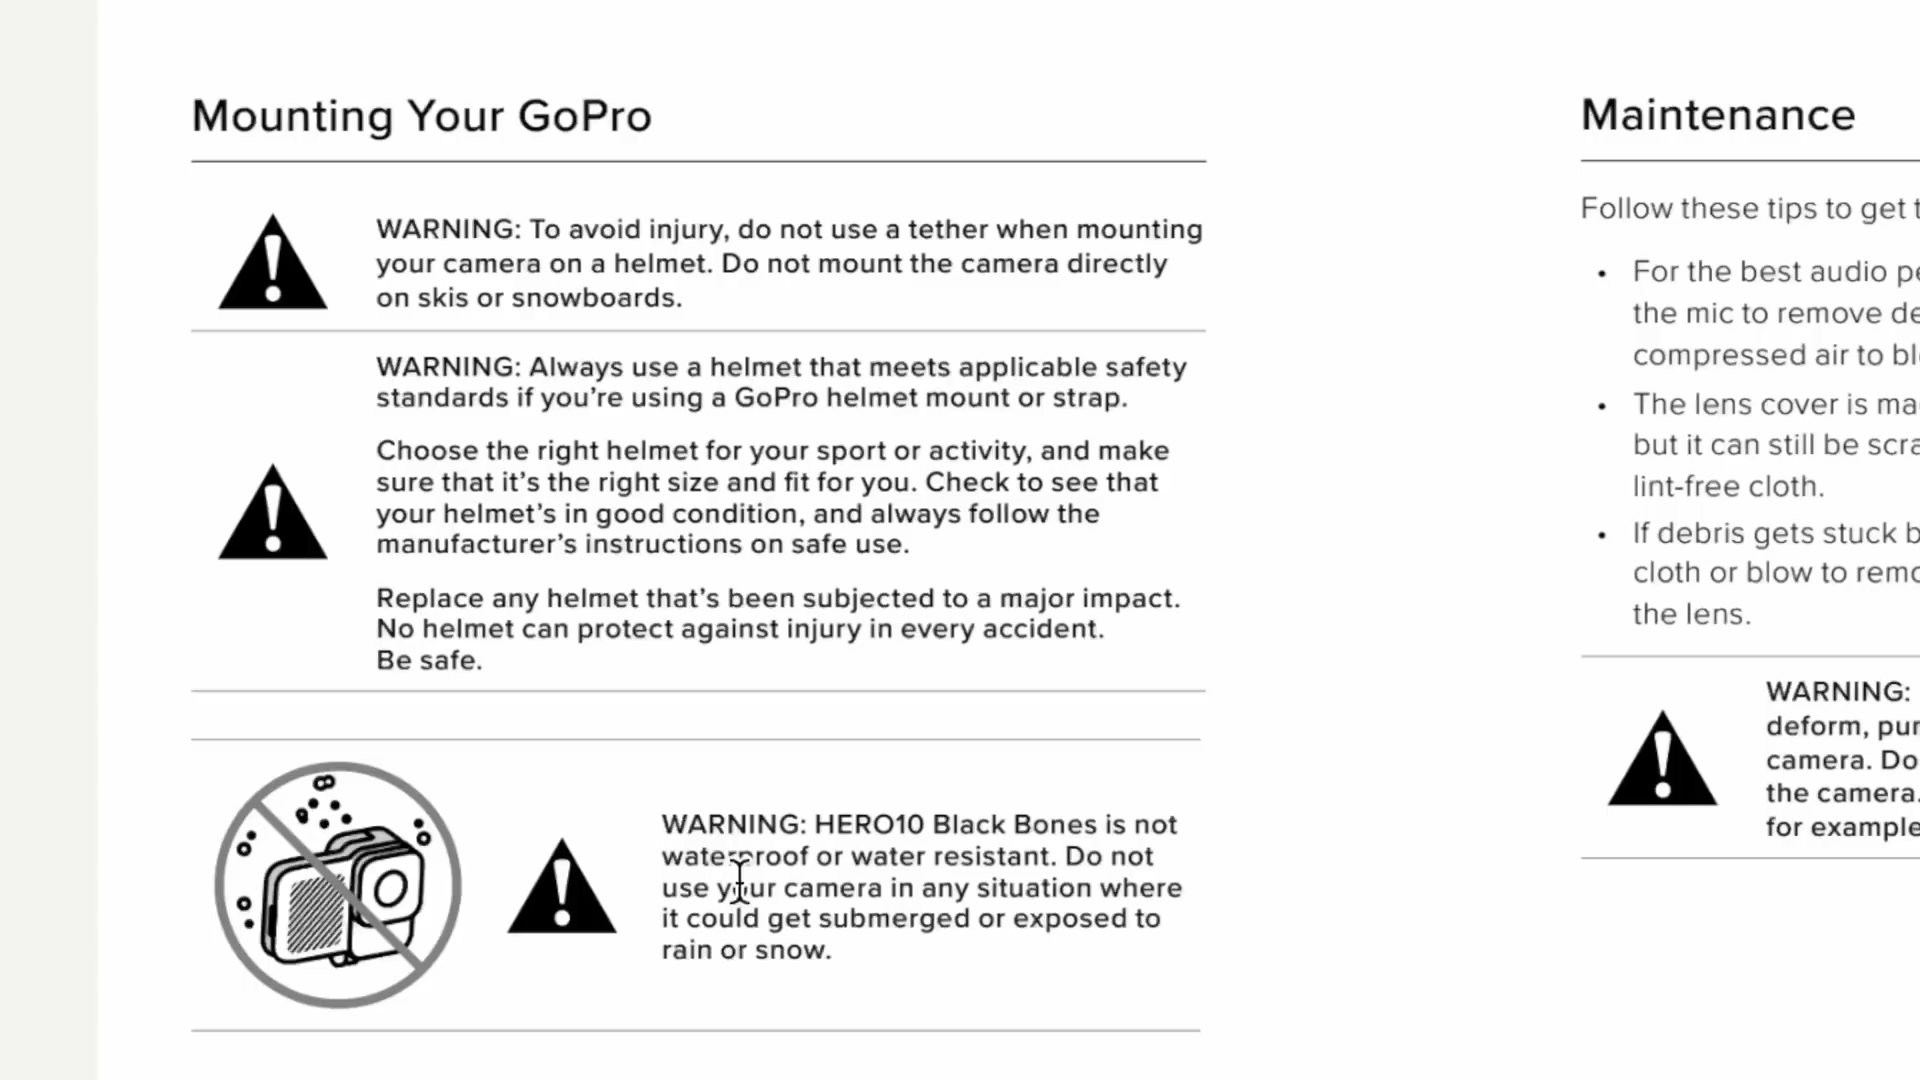 Mounting Your GoPro
WARNING: To avoid injury, do not use a tether when mounting
your camera on a helmet. Do not mount the camera directly
on skis or snowboards.
WARNING: Always use a helmet that meets applicable safety
standards if you’re using a GoPro helmet mount or strap.
Choose the right helmet for your sport or activity, and make
sure that it’s the right size and fit for you. Check to see that
your helmet’s in good condition, and always follow the
manufacturer’s instructions on safe use.
Replace any helmet that’s been subjected to a major impact.
No helmet can protect against injury in every accident.
Be safe.
WARNING: HERO10 Black Bones is not
waterproof or water resistant. Do not
use your camera in any situation where
it could get submerged or exposed to
rain or snow.
Maintenance
Follow these tips to get
• For the best audio
the mic to remove
compressed air to
• The lens cover is
but it can still be
lint-free cloth.
• If debris gets stuck
cloth or blow to
the lens.
WARNING:
deform,
camera. Do
the camera.
for example